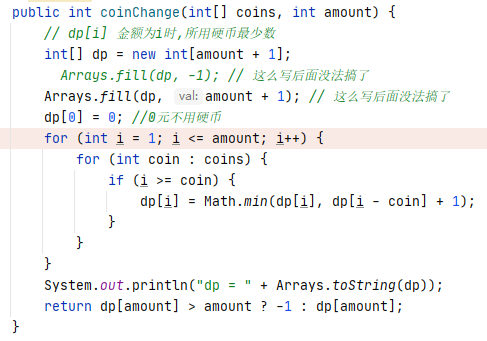 public int coinChange(int[] coins, int amount) {
    // dp[i] 金额为i时,所用硬币最少数
    int[] dp = new int[amount + 1];
      Arrays.fill(dp, -1); // 这么写后面没法搞了
    Arrays.fill(dp, val: amount + 1); // 这么写后面没法搞了
    dp[0] = 0; //0元不用硬币
    for (int i = 1; i <= amount; i++) {
        for (int coin : coins) {
            if (i >= coin) {
                dp[i] = Math.min(dp[i], dp[i - coin] + 1);
            }
        }
    }
    System.out.println("dp = " + Arrays.toString(dp));
    return dp[amount] > amount ? -1 : dp[amount];
}